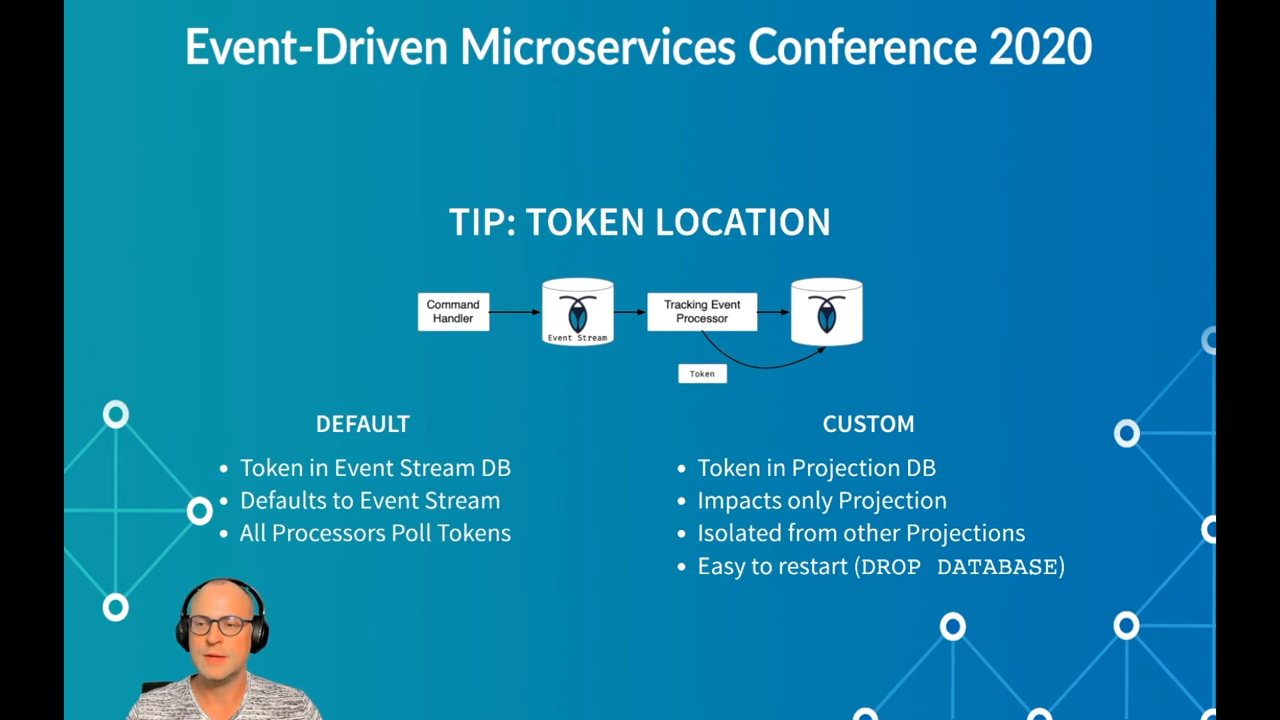 Event-Driven Microservices Conference 2020
TIP: TOKEN LOCATION
Command
Handler
Event Stream
Tracking Event
Processor
Token
DEFAULT
• Token in Event Stream DB
• Defaults to Event Stream
• All Processors Poll Tokens
CUSTOM
• Token in Projection DB
• Impacts only Projection
• Isolated from other Projections
• Easy to restart (DROP DATABASE)